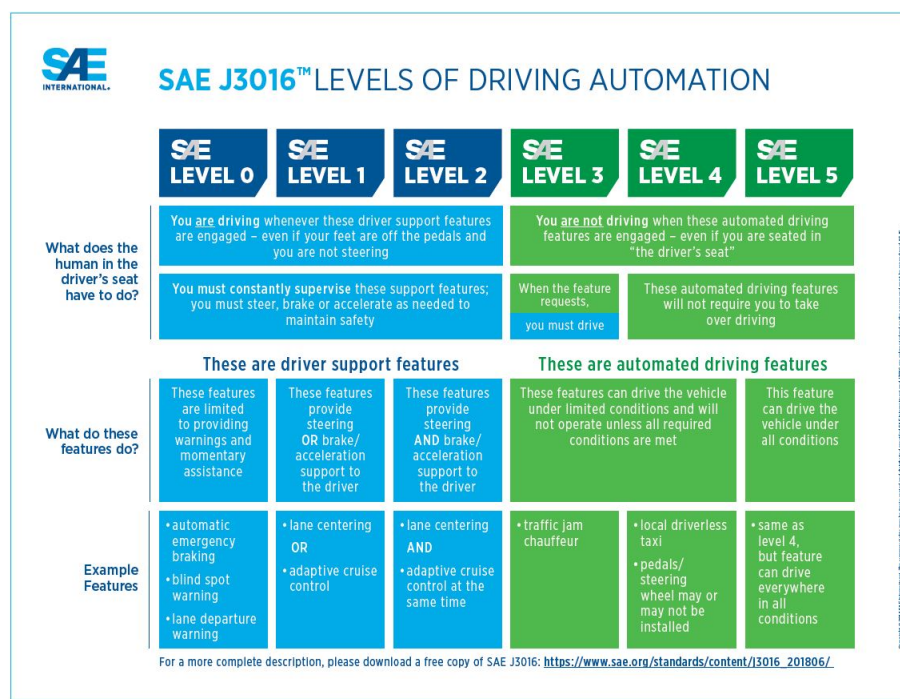 SAE
INTERNATIONAL®
SAE J3016™ LEVELS OF DRIVING AUTOMATION
SAE
LEVEL 0
SAE
LEVEL 1
SAE
LEVEL 2
SAE
LEVEL 3
SAE
LEVEL 4
SAE
LEVEL 5
What does the
human in the
driver's seat
have to do?
You are driving whenever these driver support features
are engaged – even if your feet are off the pedals and
you are not steering
You are not driving when these automated driving
features are engaged – even if you are seated in
"the driver's seat"
You must constantly supervise these support features;
you must steer, brake or accelerate as needed to
maintain safety
When the feature
requests,
you must drive
These automated driving features
will not require you to take
over driving
These are driver support features
These are automated driving features
What do these
features do?
These features
are limited
to providing
warnings and
momentary
assistance
These features
provide
steering
OR brake/
acceleration
support to
the driver
These features
provide
steering
AND brake/
acceleration
support to
the driver
These features can drive the vehicle
under limited conditions and will
not operate unless all required
conditions are met
This feature
can drive the
vehicle under
all conditions
Example
Features
• automatic
emergency
braking
• blind spot
warning
• lane departure
warning
• lane centering
OR
• adaptive cruise
control
• lane centering
AND
• adaptive cruise
control at the
same time
• traffic jam
chauffeur
• local driverless
taxi
• pedals/
steering
wheel may or
may not be
installed
• same as
level 4,
but feature
can drive
everywhere
in all
conditions
For a more complete description, please download a free copy of SAE J3016: https://www.sae.org/standards/content/j3016_201806/